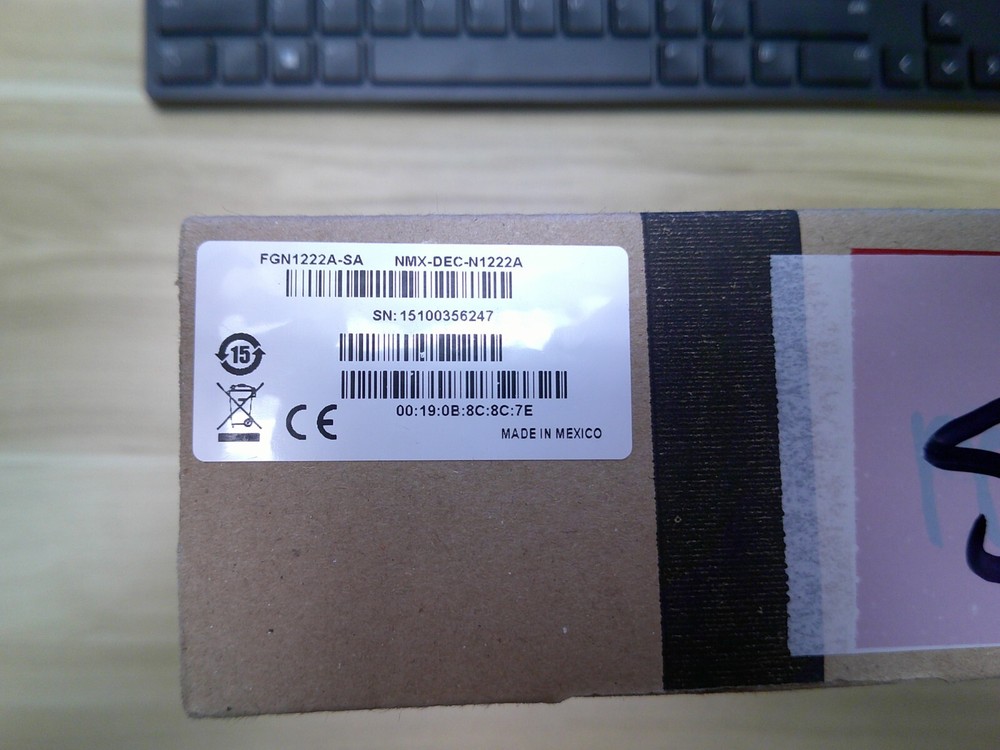 FGN1222A-SA NMX-DEC-N1222A
SN: 15100356247
15
CE
00:19:0B:8C:8C:7E
MADE IN MEXICO